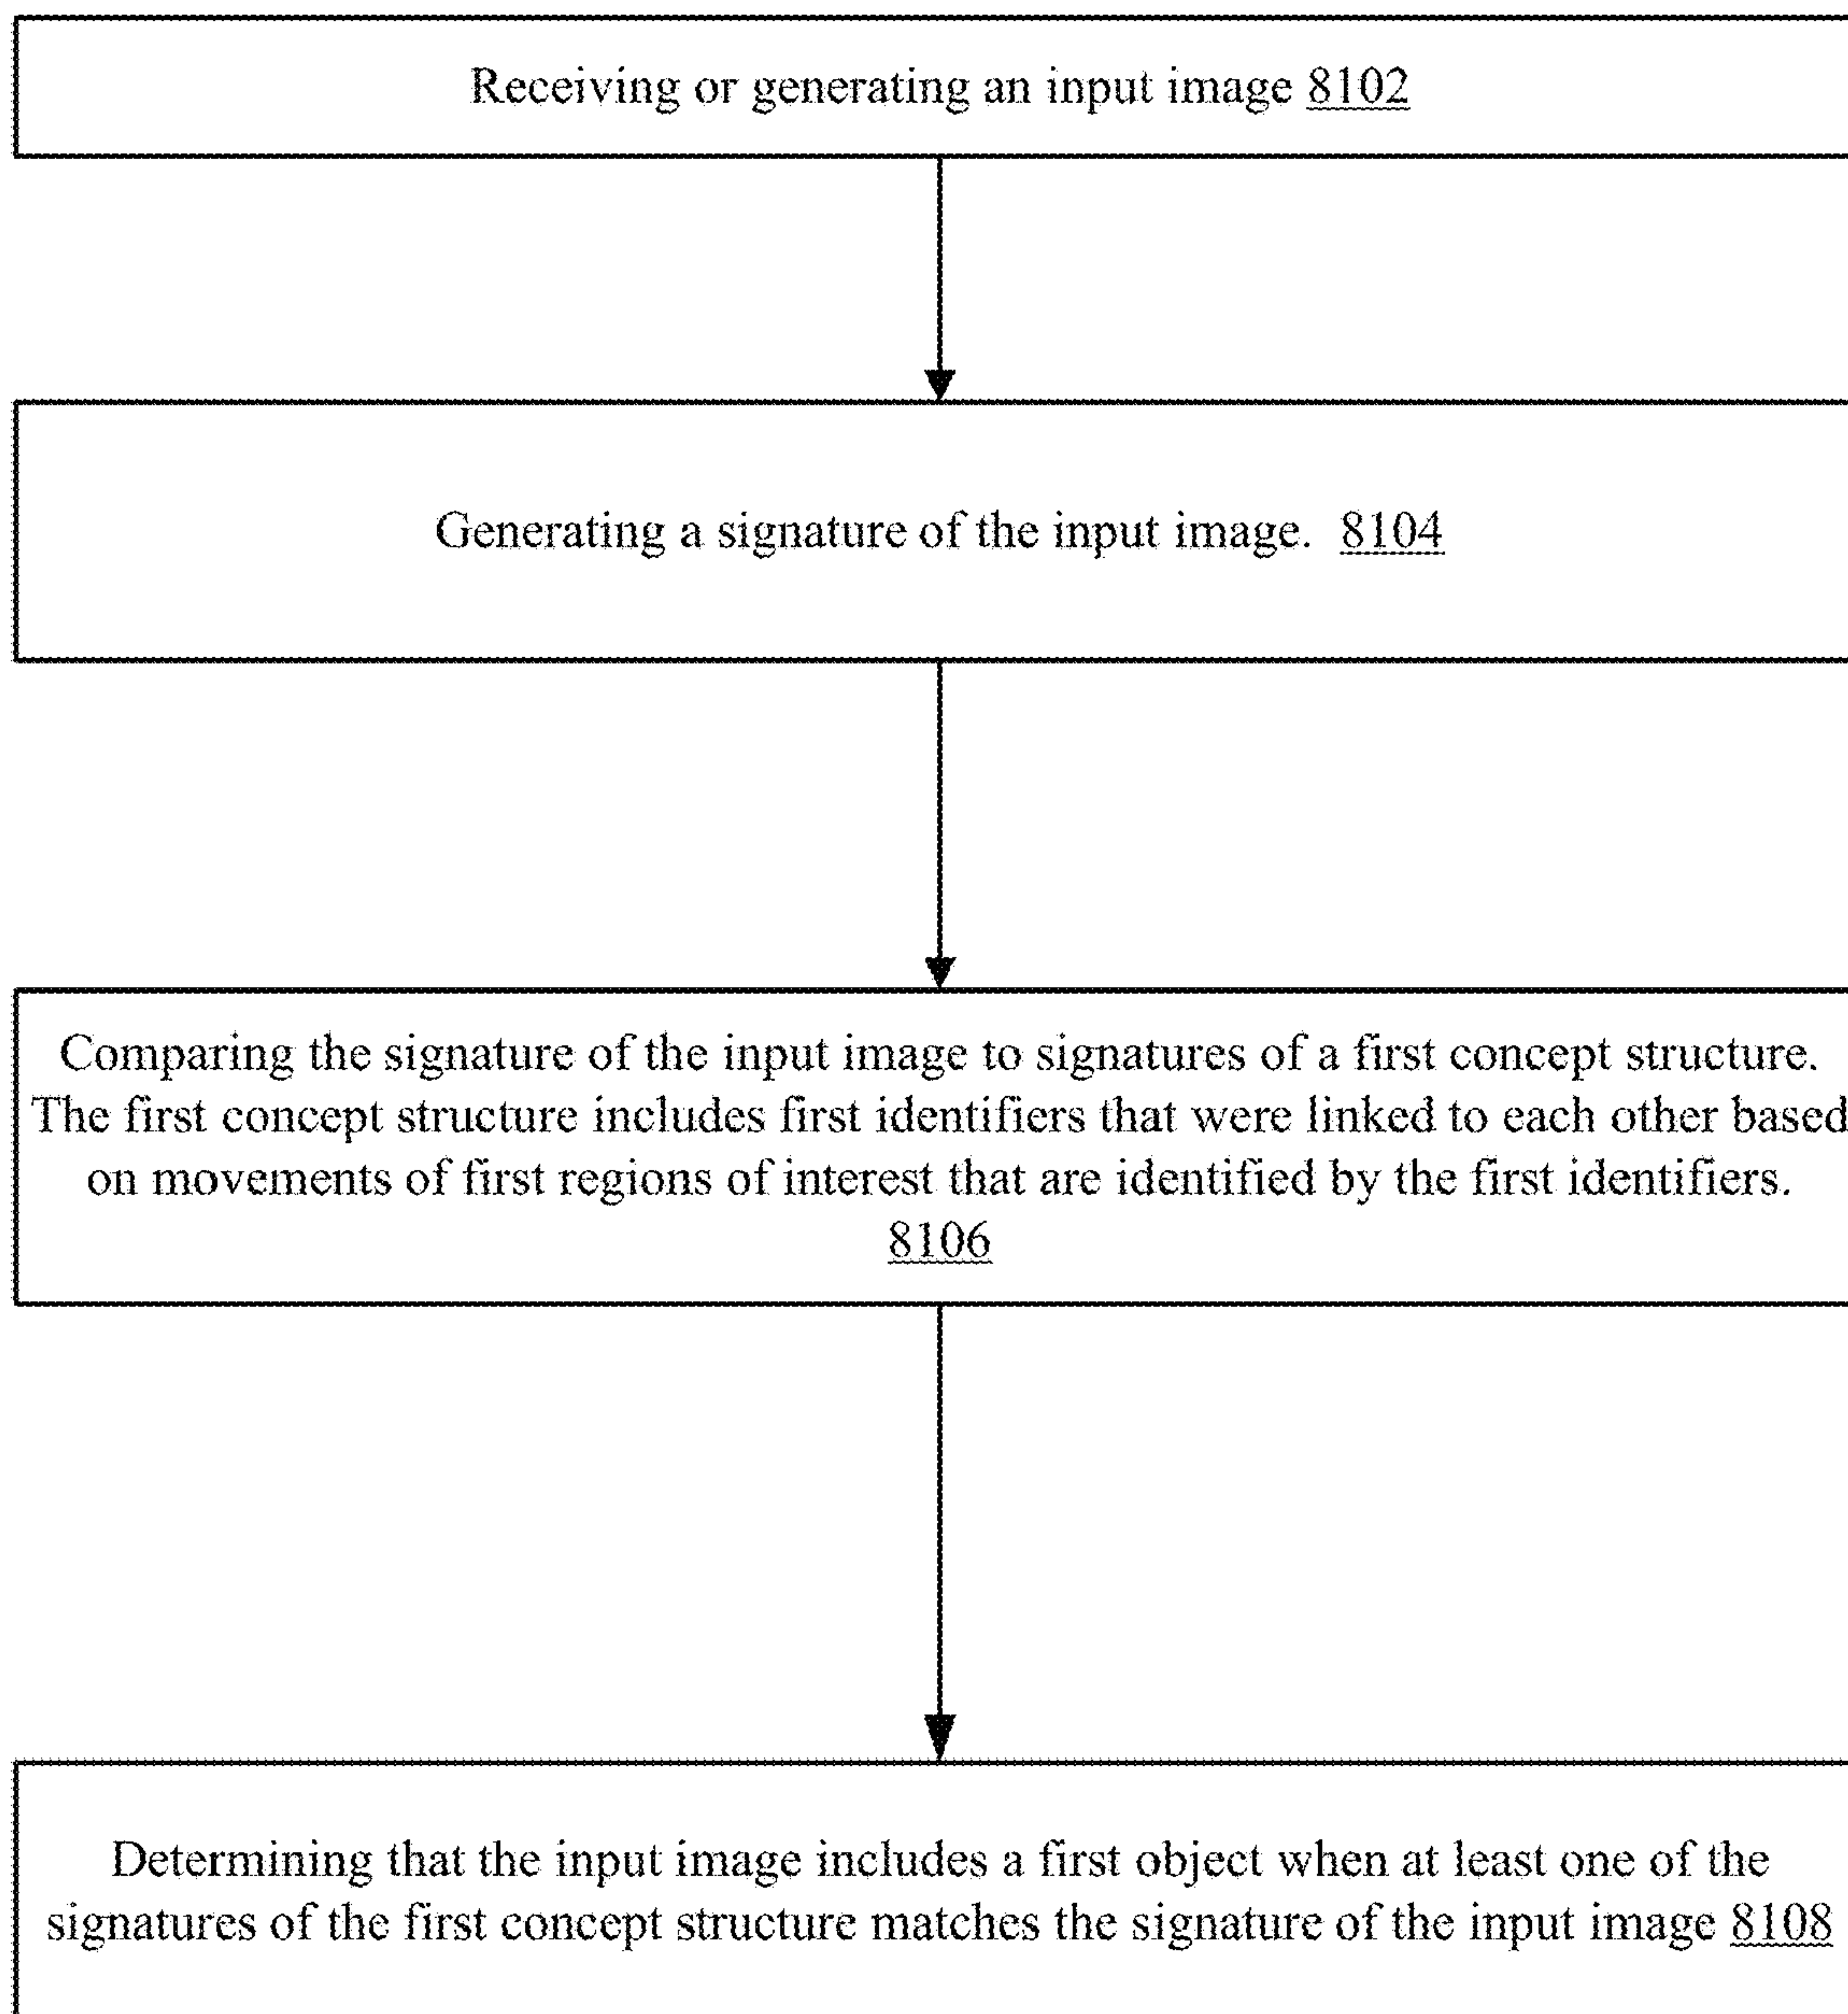 Receiving or generating an input image 8102
Generating a signature of the input image. 8104
Comparing the signature of the input image to signatures of a first concept structure.
The first concept structure includes first identifiers that were linked to each other based
on movements of first regions of interest that are identified by the first identifiers.
8106
Determining that the input image includes a first object when at least one of the
signatures of the first concept structure matches the signature of the input image 8108